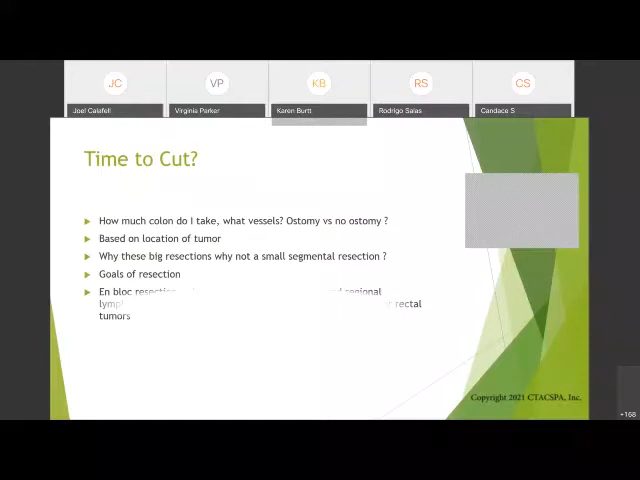 JC
VP
KB
RS
CS
Joel Calafell
Virginia Parker
Karen Burtt
Rodrigo Salas
Candace S
Time to Cut?
How much colon do I take, what vessels? Ostomy vs no ostomy ?
Based on location of tumor
Why these big resections why not a small segmental resection ?
Goals of resection
En bloc regional
rectal
tumors
Copyright 2021 CTACSPA, Inc.
+168